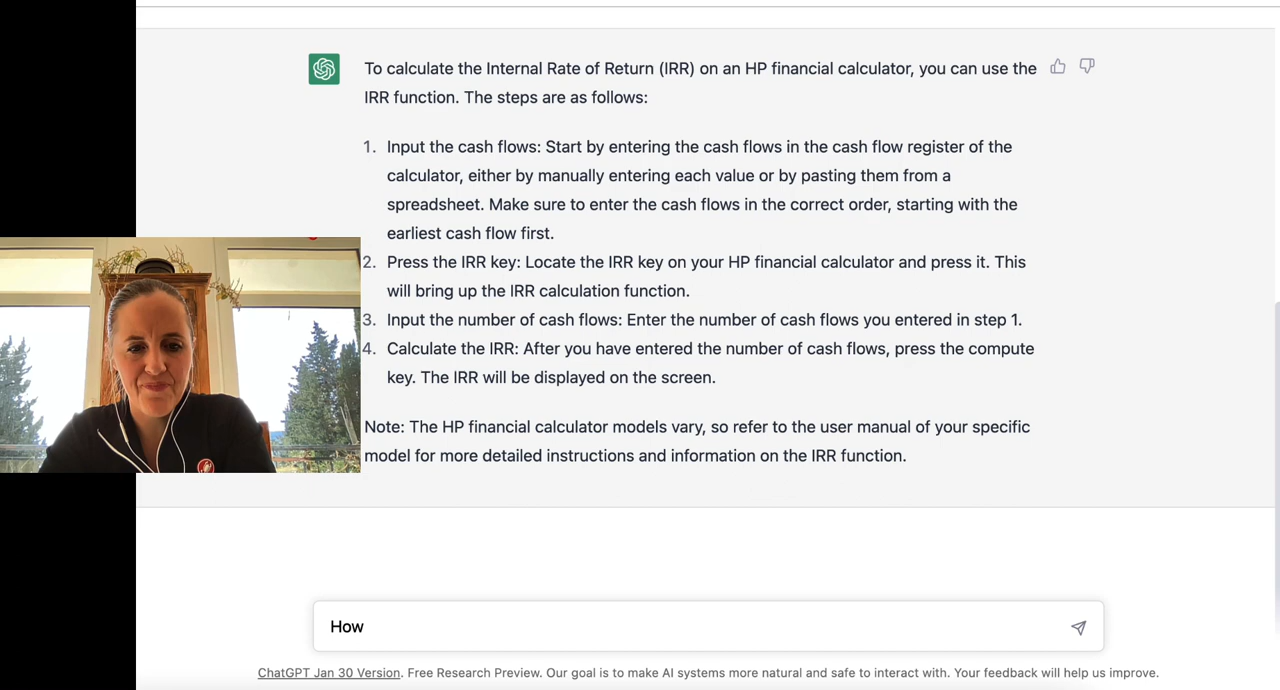 To calculate the Internal Rate of Return (IRR) on an HP financial calculator, you can use the
IRR function. The steps are as follows:
1. Input the cash flows: Start by entering the cash flows in the cash flow register of the
calculator, either by manually entering each value or by pasting them from a
spreadsheet. Make sure to enter the cash flows in the correct order, starting with the
earliest cash flow first.
2. Press the IRR key: Locate the IRR key on your HP financial calculator and press it. This
will bring up the IRR calculation function.
3. Input the number of cash flows: Enter the number of cash flows you entered in step 1.
4. Calculate the IRR: After you have entered the number of cash flows, press the compute
key. The IRR will be displayed on the screen.
Note: The HP financial calculator models vary, so refer to the user manual of your specific
model for more detailed instructions and information on the IRR function.
How
ChatGPT Jan 30 Version. Free Research Preview. Our goal is to make AI systems more natural and safe to interact with. Your feedback will help us improve.